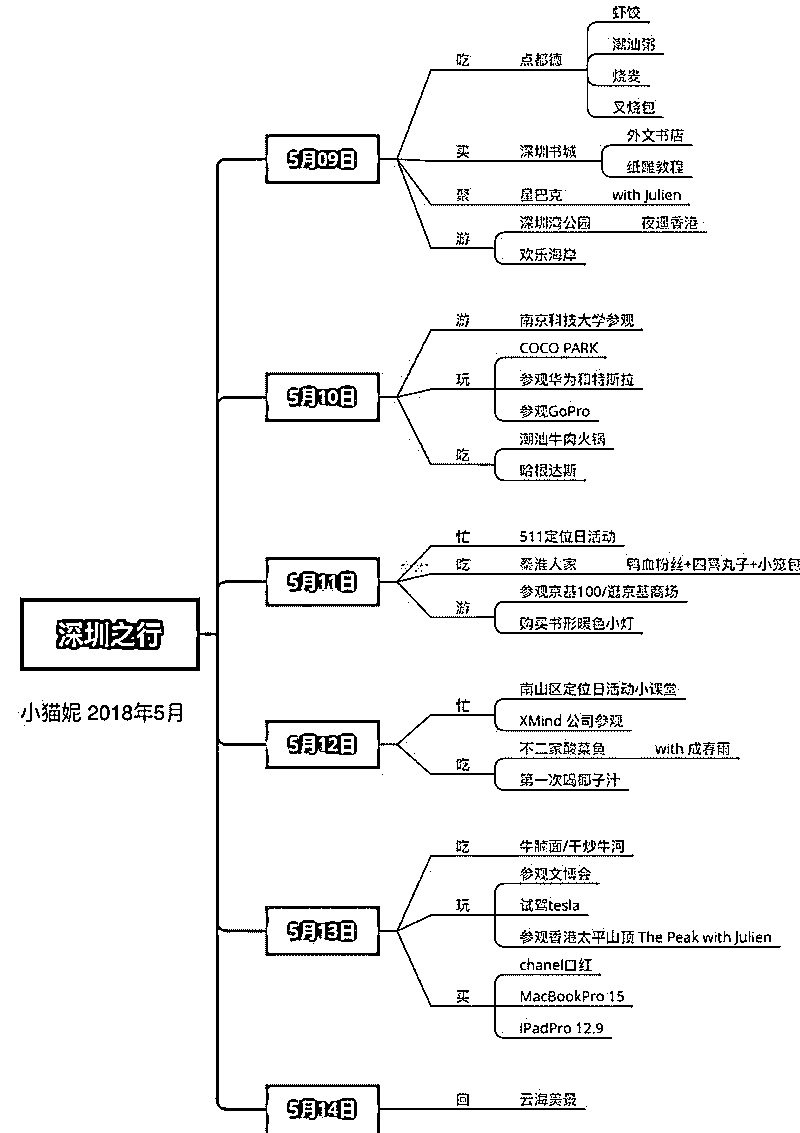 深圳之行
小猫妮 2018年5月
5月09日
吃 点都德
虾饺
潮汕粥
烧麦
叉烧包
买 深圳书城
外文书店
纸雕教程
聚 星巴克 with Julien
游
深圳湾公园 夜逛香港
欢乐海岸
5月10日
游 南京科技大学参观
玩
COCO PARK
参观华为和特斯拉
参观GoPro
吃
潮汕牛肉火锅
哈根达斯
5月11日
忙 511定位日活动
吃 秦淮人家 鸭血粉丝+四喜丸子+小笼包
游
参观京基100/逛京基商场
购买书形暖色小灯
5月12日
忙
南山区定位日活动小课堂
XMind 公司参观
吃
不二家酸菜鱼 with 成春雨
第一次喝椰子汁
5月13日
吃 牛腩面/干炒牛河
玩
参观文博会
试驾tesla
参观香港太平山顶 The Peak with Julien
买
chanel口红
MacBookPro 15
iPadPro 12.9
5月14日
回 云海美景